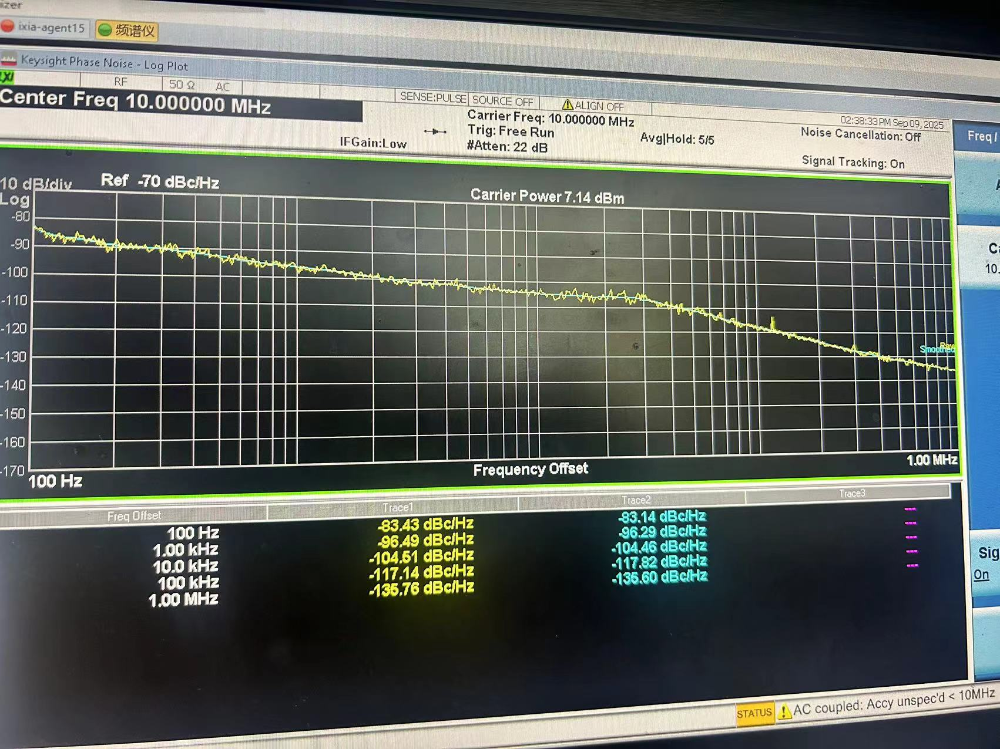 ixia-agent15 频谱仪
Keysight Phase Noise - Log Plot
LXI RF 50 Ω AC SENSE:PULSE SOURCE OFF ALIGN OFF 02:38:33 PM Sep 09, 2025
Center Freq 10.000000 MHz
Carrier Freq: 10.000000 MHz
Trig: Free Run
#Atten: 22 dB
IFGain:Low
Avg|Hold: 5/5
Noise Cancellation: Off
Signal Tracking: On
Freq /
10 dB/div
Log
Ref -70 dBc/Hz
Carrier Power 7.14 dBm
-80
-90
-100
-110
-120
-130
-140
-150
-160
-170
Raw
Smoothed
100 Hz
Frequency Offset
1.00 MHz
Freq Offset Trace1 Trace2 Trace3
100 Hz -83.43 dBc/Hz -83.14 dBc/Hz ---
1.00 kHz -96.49 dBc/Hz -96.29 dBc/Hz ---
10.0 kHz -104.51 dBc/Hz -104.46 dBc/Hz ---
100 kHz -117.14 dBc/Hz -117.82 dBc/Hz ---
1.00 MHz -135.76 dBc/Hz -135.60 dBc/Hz ---
10.
Sig
On
STATUS AC coupled: Accy unspec'd < 10MHz